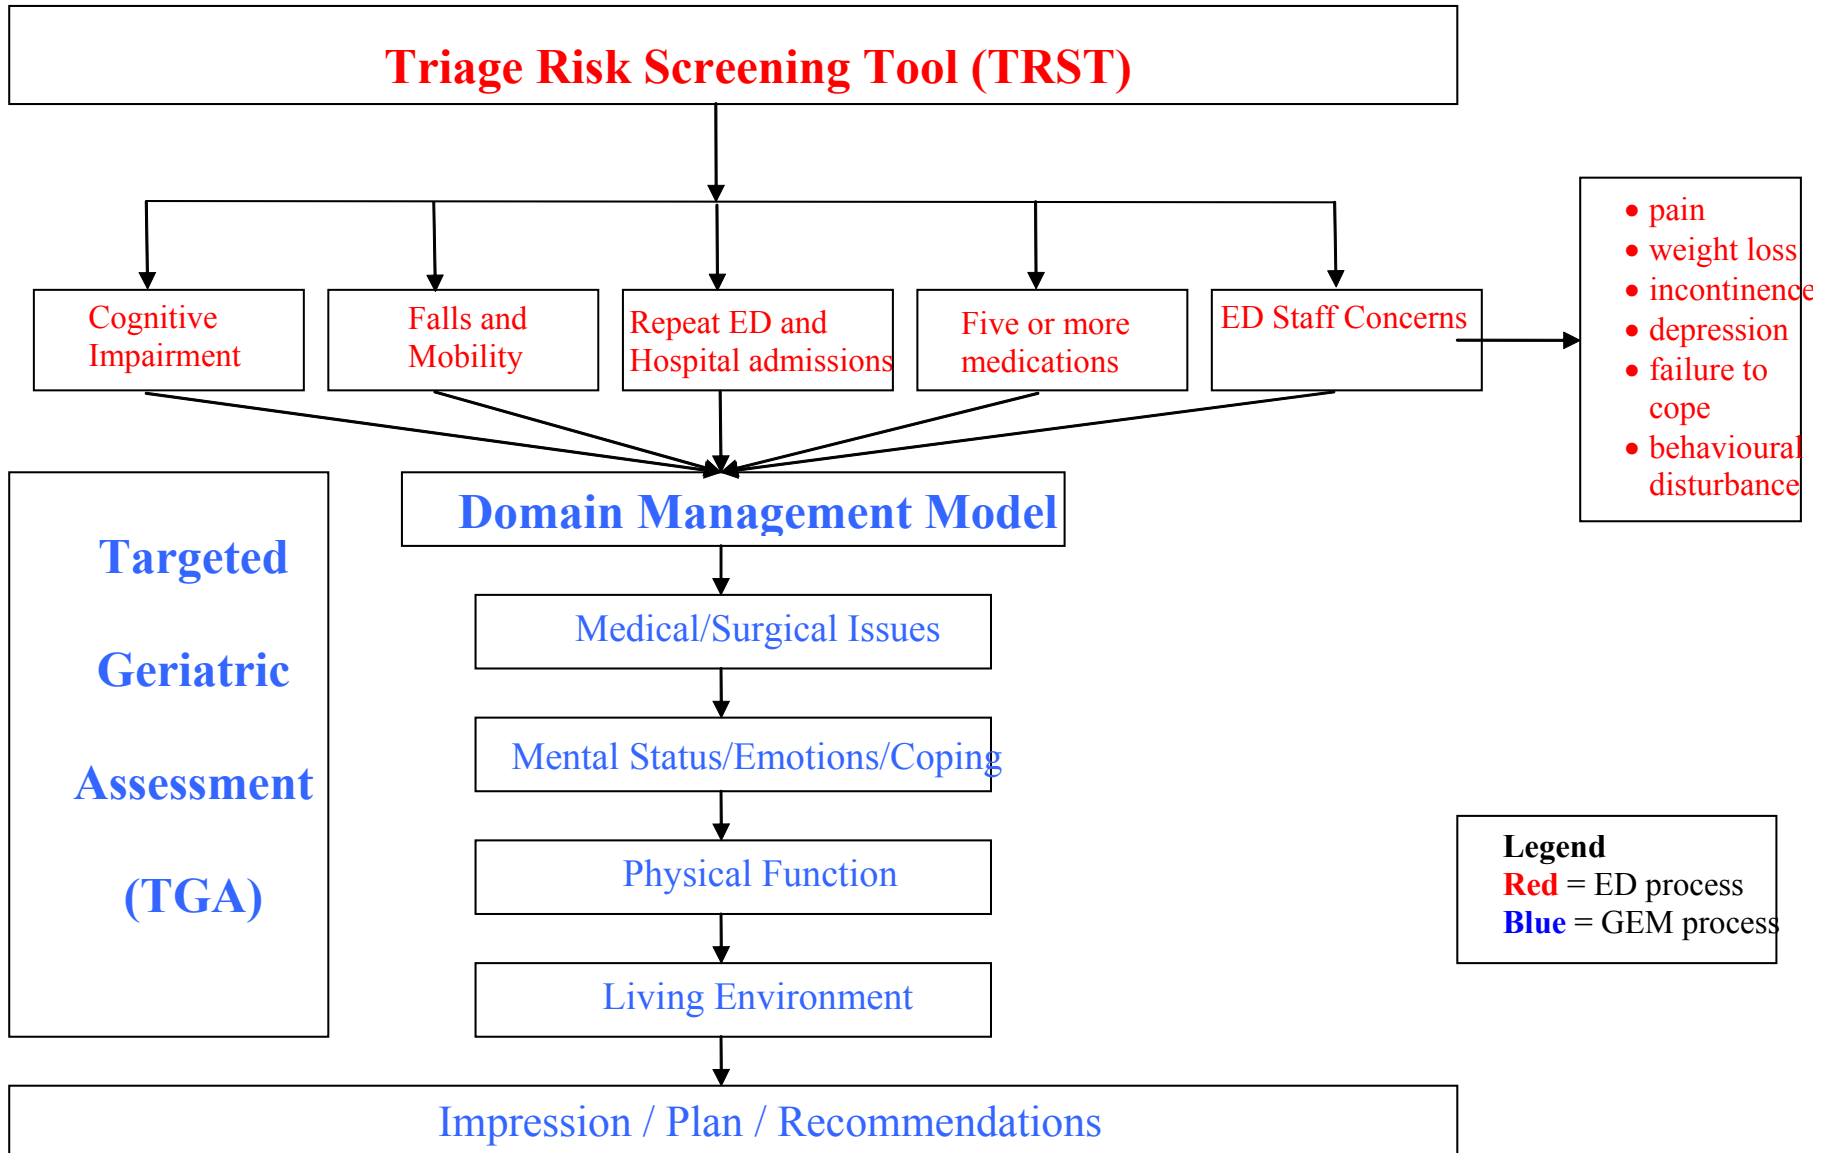 Triage Risk Screening Tool (TRST)
Cognitive
Impairment
Falls and
Mobility
Repeat ED and
Hospital admissions
Five or more
medications
ED Staff Concerns
• pain
• weight loss
• incontinence
• depression
• failure to
cope
• behavioural
disturbance
Targeted
Geriatric
Assessment
(TGA)
Domain Management Model
Medical/Surgical Issues
Mental Status/Emotions/Coping
Physical Function
Living Environment
Legend
Red = ED process
Blue = GEM process
Impression / Plan / Recommendations